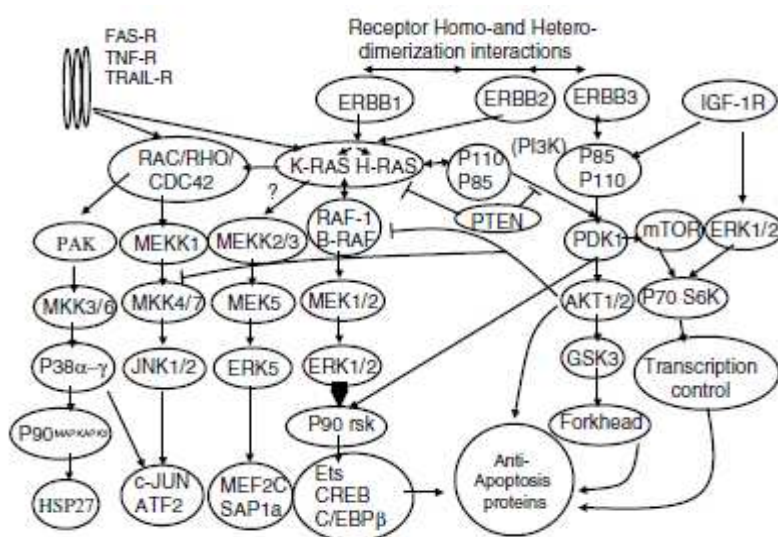 FAS-R
TNF-R
TRAIL-R
Receptor Homo-and Hetero-
dimerization interactions
ERBB1
ERBB2
ERBB3
IGF-1R
RAC/RHO/
CDC42
K-RAS H-RAS
P110
P85
(PI3K)
P85
P110
?
PTEN
PAK
MEKK1
MEKK2/3
RAF-1
B-RAF
PDK1
mTOR
ERK1/2
MKK3/6
MKK4/7
MEK5
MEK1/2
AKT1/2
P70 S6K
P38α-γ
JNK1/2
ERK5
ERK1/2
GSK3
Transcription
control
P90
P90 rsk
Forkhead
HSP27
c-JUN
ATF2
MEF2C
SAP1a
Ets
CREB
C/EBPβ
Anti-
Apoptosis
proteins